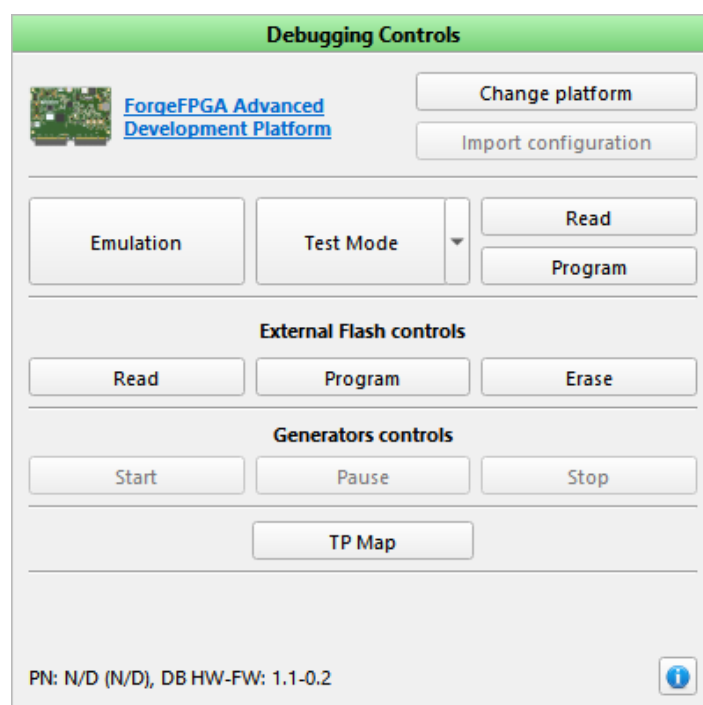 Debugging Controls
ForgeFPGA Advanced
Development Platform
Change platform
Import configuration
Emulation
Test Mode
Read
Program
External Flash controls
Read
Program
Erase
Generators controls
Start
Pause
Stop
TP Map
PN: N/D (N/D), DB HW-FW: 1.1-0.2